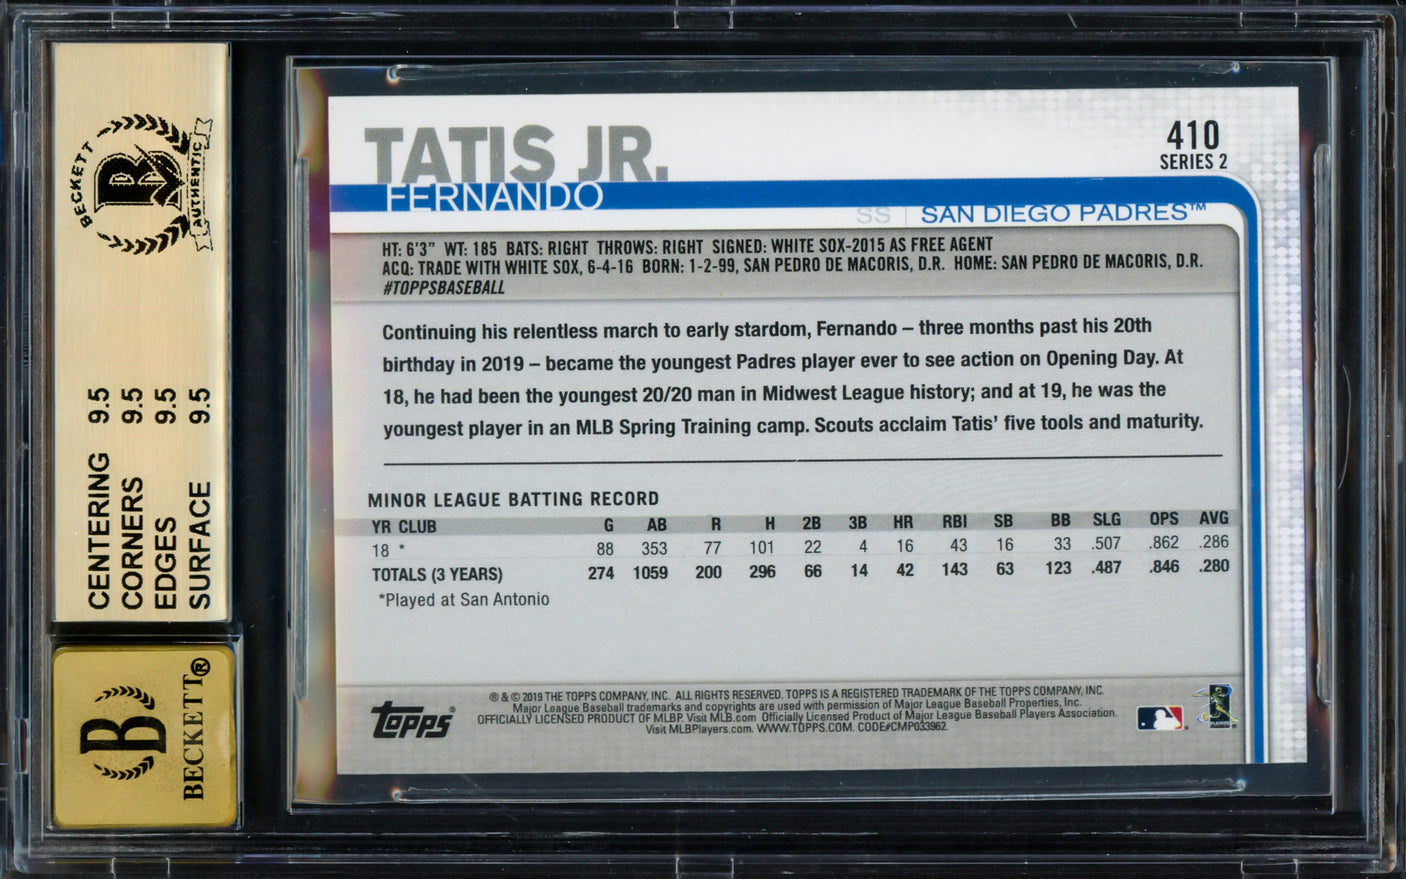 BECKETT
B
AUTHENTIC
CENTERING 9.5
CORNERS 9.5
EDGES 9.5
SURFACE 9.5
B
BECKETT®
TATIS JR.
FERNANDO
410
SERIES 2
SS | SAN DIEGO PADRES™
HT: 6'3" WT: 185 BATS: RIGHT THROWS: RIGHT SIGNED: WHITE SOX-2015 AS FREE AGENT
ACQ: TRADE WITH WHITE SOX, 6-4-16 BORN: 1-2-99, SAN PEDRO DE MACORIS, D.R. HOME: SAN PEDRO DE MACORIS, D.R.
#TOPPSBASEBALL
Continuing his relentless march to early stardom, Fernando – three months past his 20th
birthday in 2019 – became the youngest Padres player ever to see action on Opening Day. At
18, he had been the youngest 20/20 man in Midwest League history; and at 19, he was the
youngest player in an MLB Spring Training camp. Scouts acclaim Tatis' five tools and maturity.
MINOR LEAGUE BATTING RECORD
YR CLUB G AB R H 2B 3B HR RBI SB BB SLG OPS AVG
18 * 88 353 77 101 22 4 16 43 16 33 .507 .862 .286
TOTALS (3 YEARS) 274 1059 200 296 66 14 42 143 63 123 .487 .846 .280
*Played at San Antonio
topps®
® & © 2019 THE TOPPS COMPANY, INC. ALL RIGHTS RESERVED. TOPPS IS A REGISTERED TRADEMARK OF THE TOPPS COMPANY, INC.
Major League Baseball trademarks and copyrights are used with permission of Major League Baseball Properties, Inc.
OFFICIALLY LICENSED PRODUCT OF MLBP. Visit MLB.com Officially Licensed Product of Major League Baseball Players Association.
Visit MLBPlayers.com. WWW.TOPPS.COM. CODE#CMP033962.